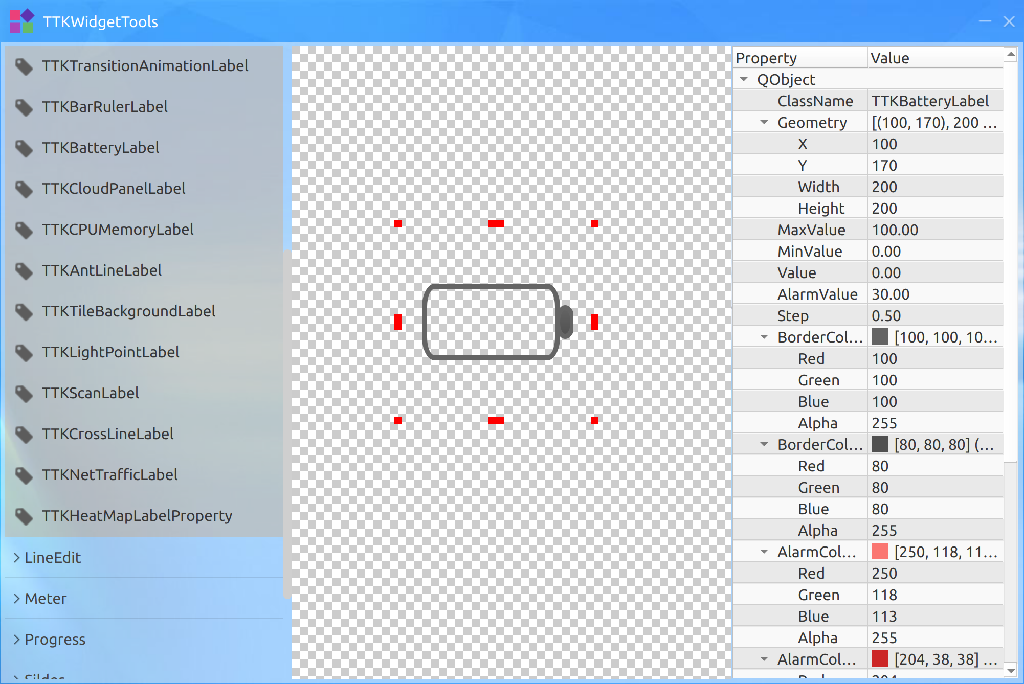 TTKWidgetTools
TTKTransitionAnimationLabel
TTKBarRulerLabel
TTKBatteryLabel
TTKCloudPanelLabel
TTKCPUMemoryLabel
TTKAntLineLabel
TTKTileBackgroundLabel
TTKLightPointLabel
TTKScanLabel
TTKCrossLineLabel
TTKNetTrafficLabel
TTKHeatMapLabelProperty
LineEdit
Meter
Progress
Property Value
QObject
ClassName TTKBatteryLabel
Geometry [(100, 170), 200 ...
X 100
Y 170
Width 200
Height 200
MaxValue 100.00
MinValue 0.00
Value 0.00
AlarmValue 30.00
Step 0.50
BorderCol... [100, 100, 10...
Red 100
Green 100
Blue 100
Alpha 255
BorderCol... [80, 80, 80] (...
Red 80
Green 80
Blue 80
Alpha 255
AlarmCol... [250, 118, 11...
Red 250
Green 118
Blue 113
Alpha 255
AlarmCol... [204, 38, 38] ...